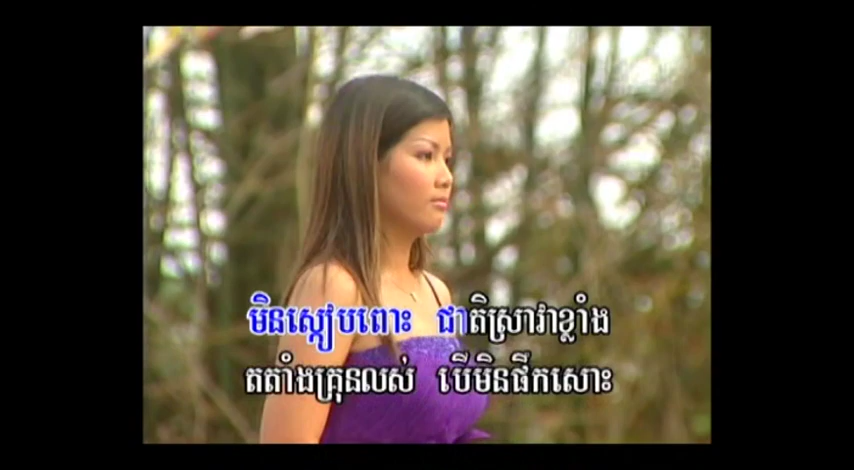 មិនស្កៀបពោះ ជាតិស្រាវាខ្លាំង
តតាំងគ្រុនលស់ បើមិនផឹកសោះ